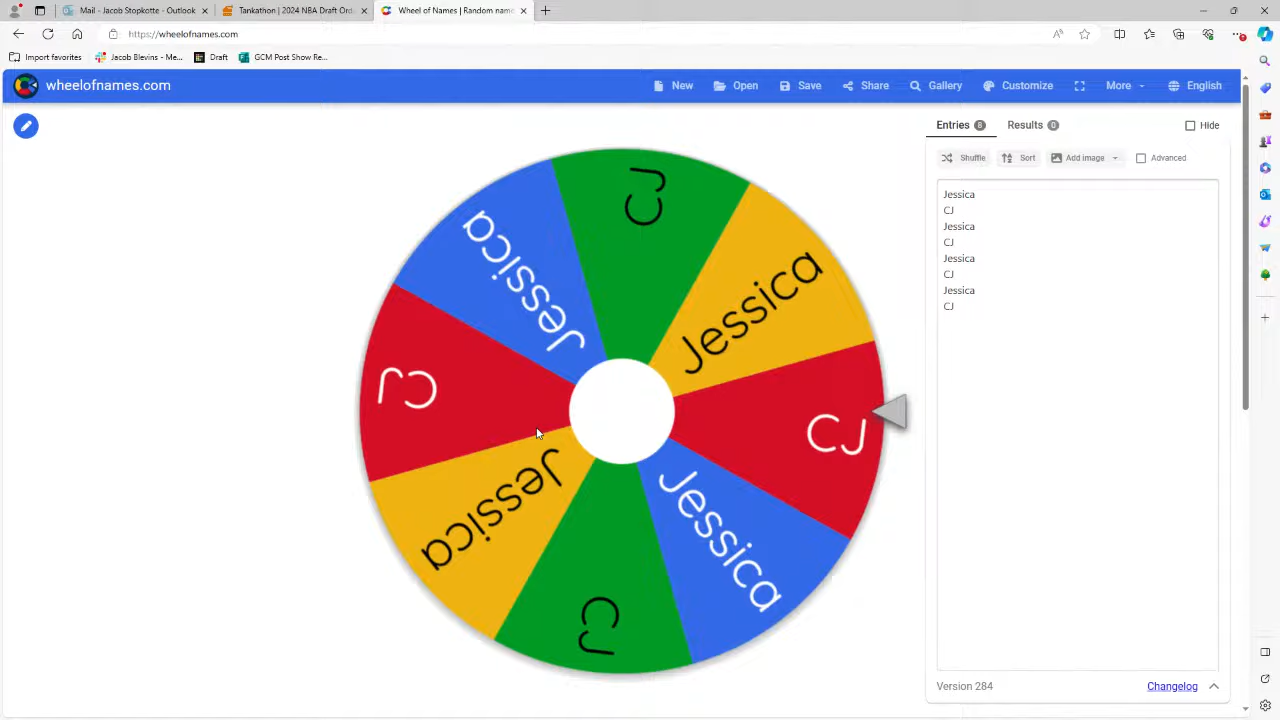 Mail - Jacob Stopkotte - Outlook
Tankathon | 2024 NBA Draft Ord
Wheel of Names | Random name
https://wheelofnames.com
Import favorites
Jacob Blevins - Me...
Draft
GCM Post Show Re...
wheelofnames.com
New
Open
Save
Share
Gallery
Customize
More
English
Entries 8
Results 0
Hide
Shuffle
Sort
Add image
Advanced
Jessica
CJ
Jessica
CJ
Jessica
CJ
Jessica
CJ
CJ
Jessica
CJ
Jessica
CJ
Jessica
CJ
Jessica
Version 284
Changelog